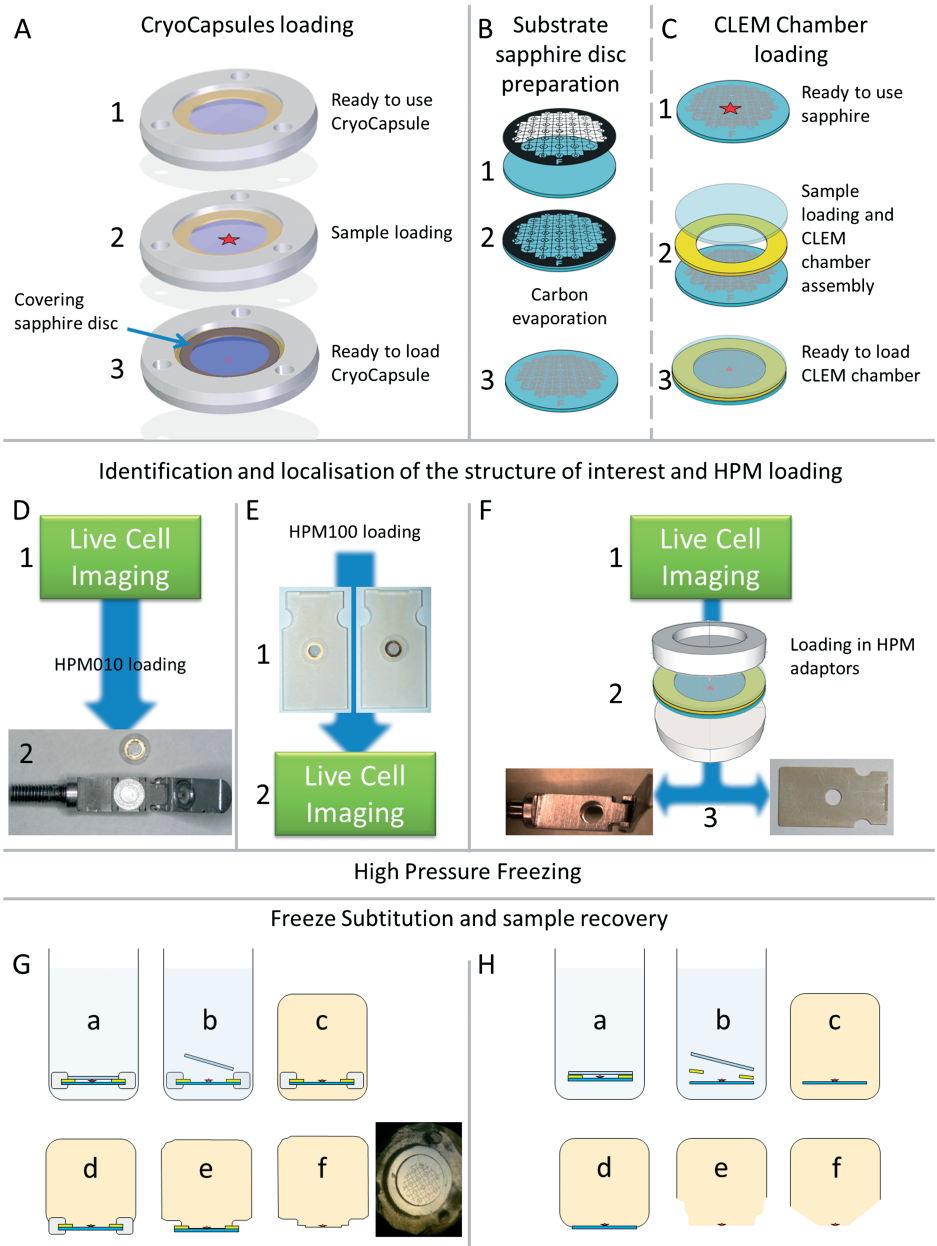 A
CryoCapsules loading
1
Ready to use
CryoCapsule
2
Sample loading
Covering
sapphire disc
3
Ready to load
CryoCapsule
B
Substrate
sapphire disc
preparation
1
F
2
F
Carbon
evaporation
3
F
C
CLEM Chamber
loading
1
Ready to use
sapphire
F
2
Sample
loading and
CLEM
chamber
assembly
F
3
Ready to load
CLEM chamber
Identification and localisation of the structure of interest and HPM loading
D
1
Live Cell
Imaging
HPM010 loading
2
E
HPM100 loading
1
2
Live Cell
Imaging
F
1
Live Cell
Imaging
Loading in HPM
adaptors
2
3
High Pressure Freezing
Freeze Subtitution and sample recovery
G
a
b
c
d
e
f
H
a
b
c
d
e
f